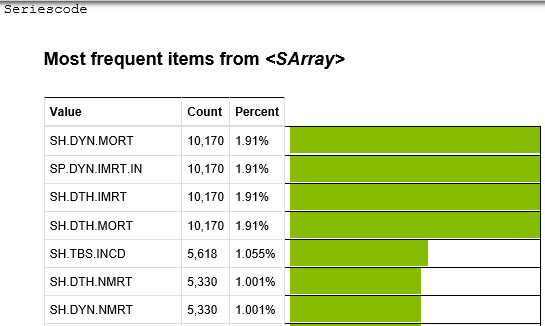 Seriescode
Most frequent items from <SArray>
Value Count Percent
SH.DYN.MORT 10,170 1.91%
SP.DYN.IMRT.IN 10,170 1.91%
SH.DTH.IMRT 10,170 1.91%
SH.DTH.MORT 10,170 1.91%
SH.TBS.INCD 5,618 1.055%
SH.DTH.NMRT 5,330 1.001%
SH.DYN.NMRT 5,330 1.001%